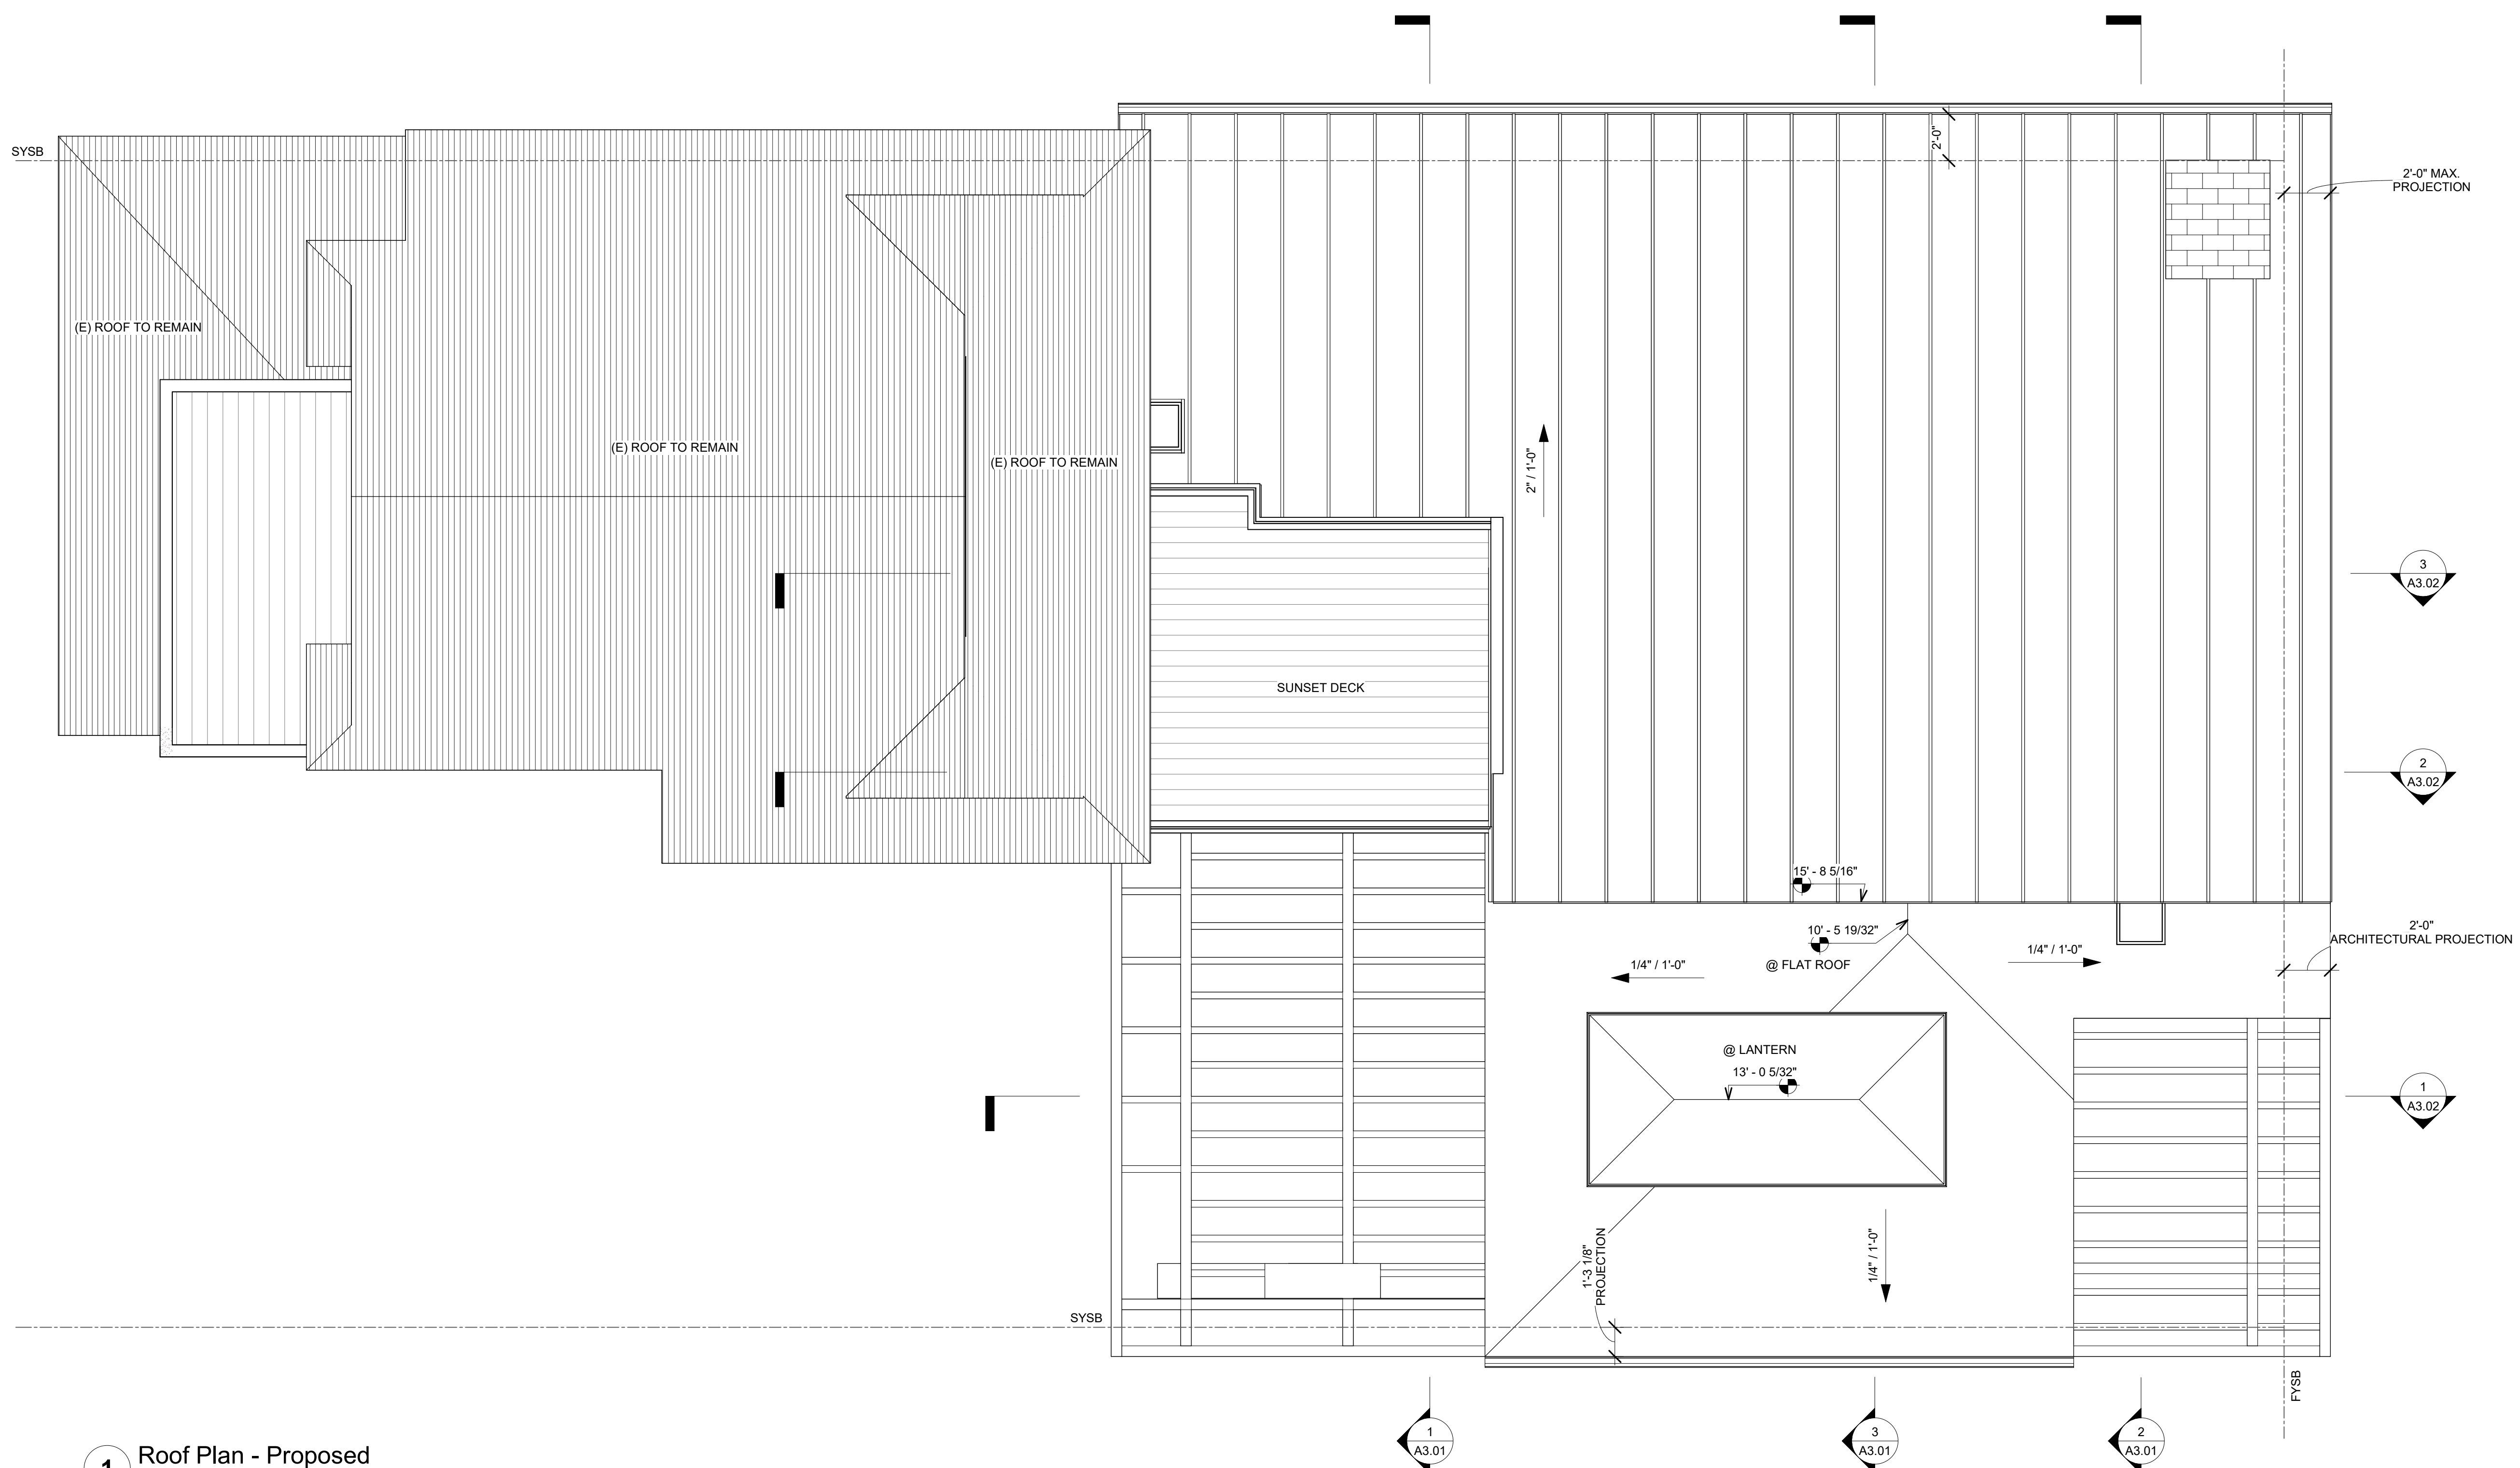 SYSB
2'-0"
2'-0" MAX.
PROJECTION
(E) ROOF TO REMAIN
(E) ROOF TO REMAIN
(E) ROOF TO REMAIN
2" / 1'-0"
3
A3.02
SUNSET DECK
2
A3.02
15' - 8 5/16"
10' - 5 19/32"
@ FLAT ROOF
1/4" / 1'-0"
1/4" / 1'-0"
2'-0"
ARCHITECTURAL PROJECTION
@ LANTERN
13' - 0 5/32"
1
A3.02
1'-3 1/8"
PROJECTION
1/4" / 1'-0"
SYSB
FYSB
1
A3.01
3
A3.01
2
A3.01
1
Roof Plan - Proposed